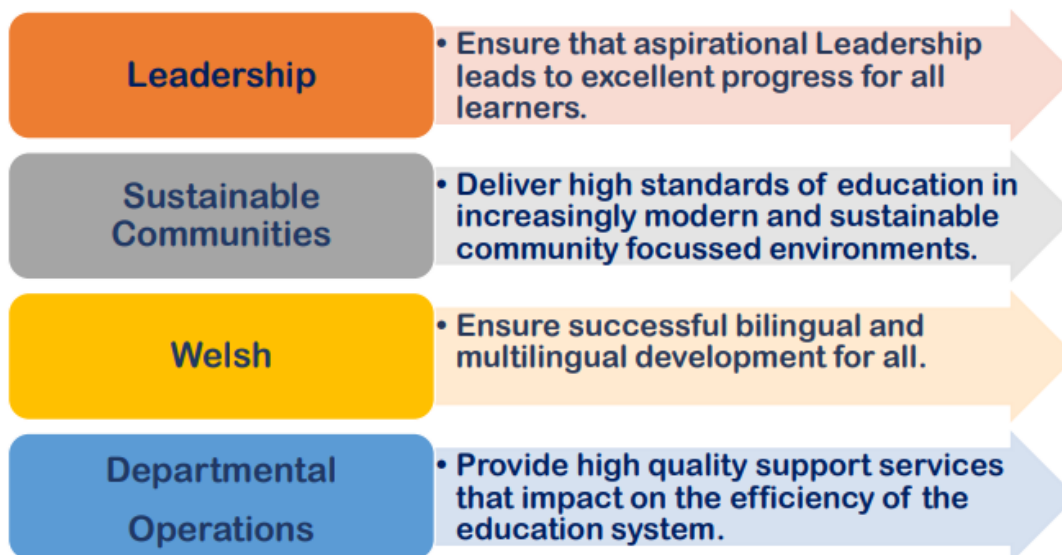 Leadership
• Ensure that aspirational Leadership
leads to excellent progress for all
learners.
Sustainable
Communities
• Deliver high standards of education in
increasingly modern and sustainable
community focussed environments.
Welsh
• Ensure successful bilingual and
multilingual development for all.
Departmental
Operations
• Provide high quality support services
that impact on the efficiency of the
education system.